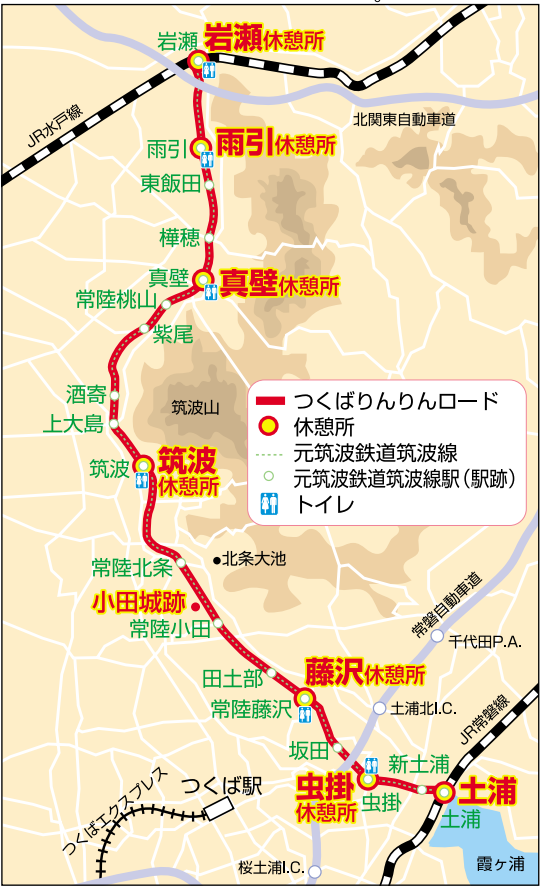 岩瀬
岩瀬休憩所
JR水戸線
北関東自動車道
雨引
雨引休憩所
東飯田
樺穂
真壁
真壁休憩所
常陸桃山
紫尾
酒寄
筑波山
上大島
つくばりんりんロード
休憩所
元筑波鉄道筑波線
元筑波鉄道筑波線駅(駅跡)
トイレ
筑波
筑波
休憩所
常陸北条
北条大池
小田城跡
常陸小田
常磐自動車道
千代田P.A.
田土部
藤沢休憩所
常陸藤沢
土浦北I.C.
JR常磐線
坂田
新土浦
虫掛
休憩所
虫掛
土浦
土浦
つくば駅
つくばエクスプレス
桜土浦I.C.
霞ヶ浦